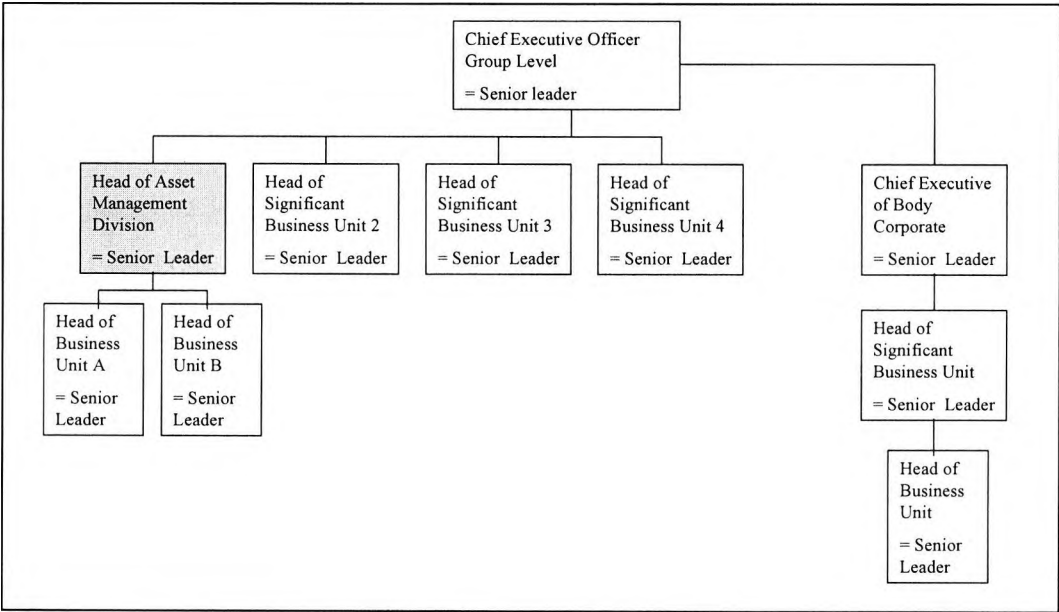 Chief Executive Officer
Group Level
= Senior leader
Head of Asset
Management
Division
= Senior Leader
Head of
Significant
Business Unit 2
= Senior Leader
Head of
Significant
Business Unit 3
= Senior Leader
Head of
Significant
Business Unit 4
= Senior Leader
Chief Executive
of Body
Corporate
= Senior Leader
Head of
Business
Unit A
= Senior
Leader
Head of
Business
Unit B
= Senior
Leader
Head of
Significant
Business Unit
= Senior Leader
Head of
Business
Unit
= Senior
Leader